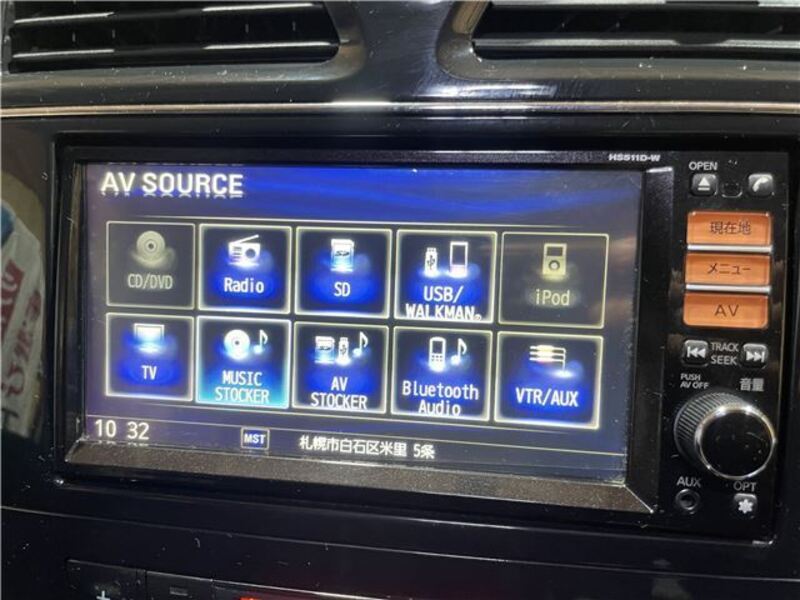 HS511D-W
OPEN
AV SOURCE
CD/DVD
Radio
SD
USB/
WALKMAN®
iPod
TV
MUSIC
STOCKER
AV
STOCKER
Bluetooth
Audio
VTR/AUX
10 32
MST
札幌市白石区米里 5条
現在地
メニュー
AV
TRACK
SEEK
PUSH
AV OFF
音量
AUX
OPT